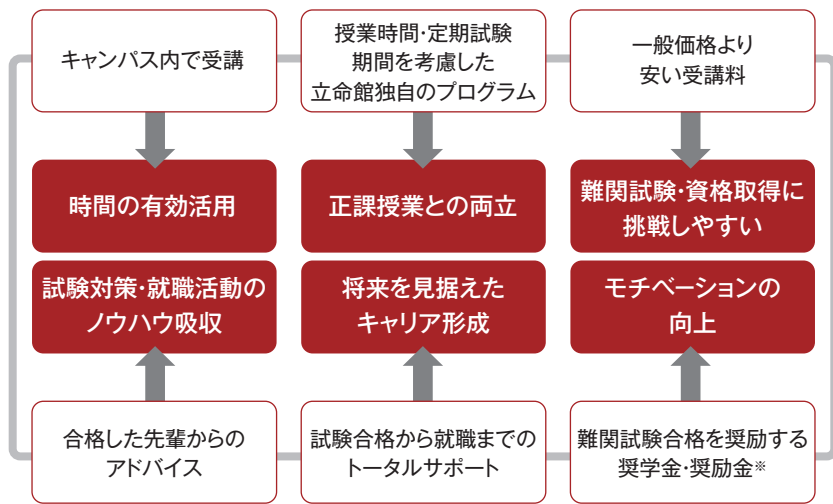 キャンパス内で受講
授業時間・定期試験
期間を考慮した
立命館独自のプログラム
一般価格より
安い受講料
時間の有効活用
正課授業との両立
難関試験・資格取得に
挑戦しやすい
試験対策・就職活動の
ノウハウ吸収
将来を見据えた
キャリア形成
モチベーションの
向上
合格した先輩からの
アドバイス
試験合格から就職までの
トータルサポート
難関試験合格を奨励する
奨学金・奨励金※